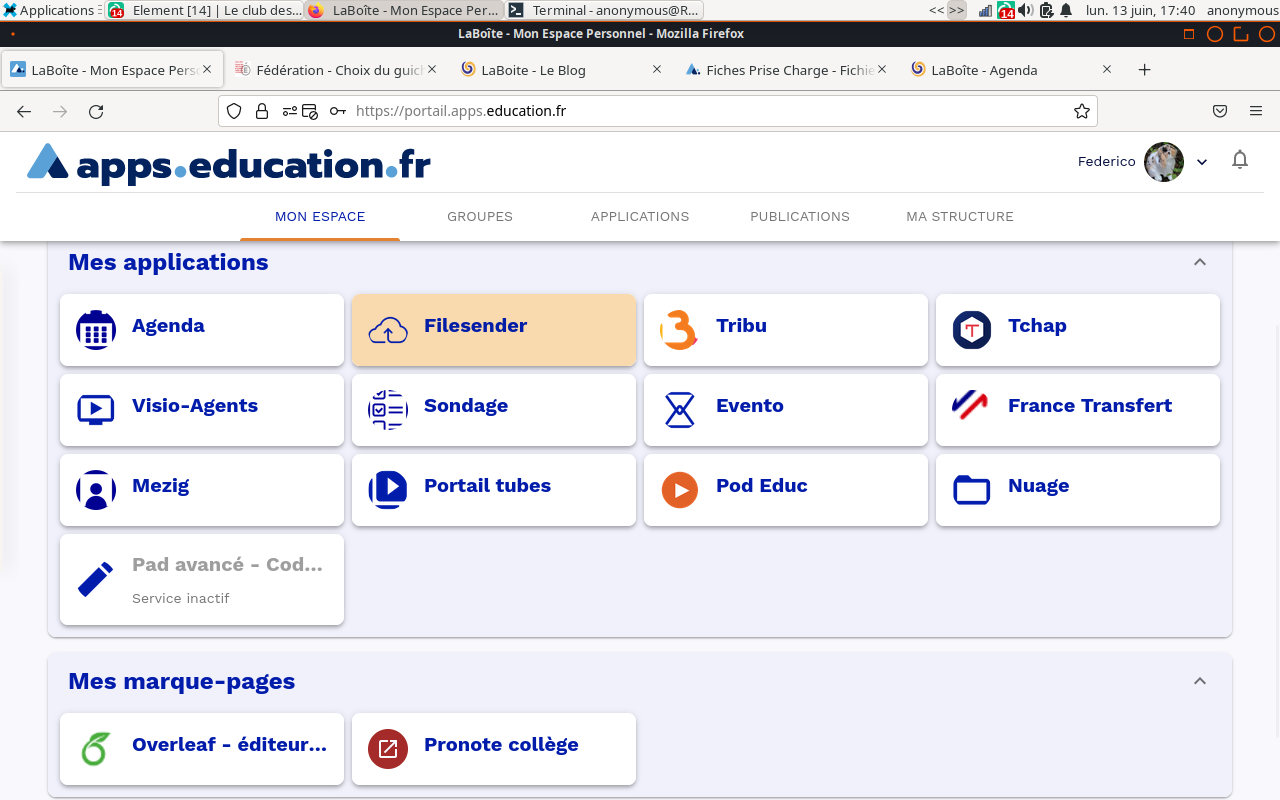 Applications
14 Element [14] | Le club des...
LaBoîte - Mon Espace Per...
Terminal - anonymous@R...
<< >>
14
lun. 13 juin, 17:40
anonymous
LaBoîte - Mon Espace Personnel - Mozilla Firefox
LaBoîte - Mon Espace Pers
Fédération - Choix du guic
LaBoite - Le Blog
Fiches Prise Charge - Fichie
LaBoîte - Agenda
https://portail.apps.education.fr
apps.education.fr
Federico
MON ESPACE
GROUPES
APPLICATIONS
PUBLICATIONS
MA STRUCTURE
Mes applications
Agenda
Filesender
Tribu
Tchap
Visio-Agents
Sondage
Evento
France Transfert
Mezig
Portail tubes
Pod Educ
Nuage
Pad avancé - Cod...
Service inactif
Mes marque-pages
Overleaf - éditeur...
Pronote collège